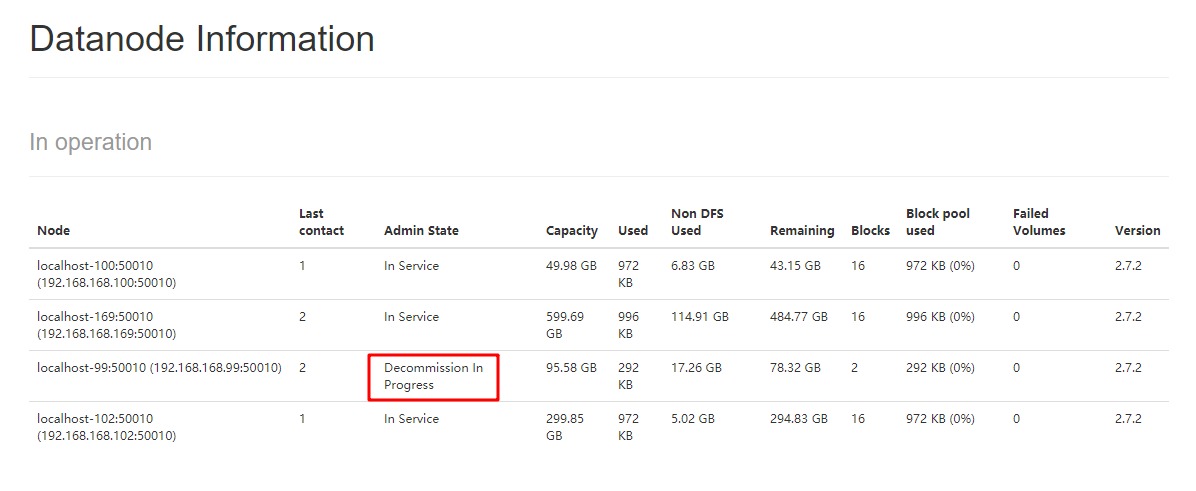 Datanode Information
In operation
Node Last contact Admin State Capacity Used Non DFS Used Remaining Blocks Block pool used Failed Volumes Version
localhost-100:50010 (192.168.168.100:50010) 1 In Service 49.98 GB 972 KB 6.83 GB 43.15 GB 16 972 KB (0%) 0 2.7.2
localhost-169:50010 (192.168.168.169:50010) 2 In Service 599.69 GB 996 KB 114.91 GB 484.77 GB 16 996 KB (0%) 0 2.7.2
localhost-99:50010 (192.168.168.99:50010) 2 Decommission In Progress 95.58 GB 292 KB 17.26 GB 78.32 GB 2 292 KB (0%) 0 2.7.2
localhost-102:50010 (192.168.168.102:50010) 1 In Service 299.85 GB 972 KB 5.02 GB 294.83 GB 16 972 KB (0%) 0 2.7.2